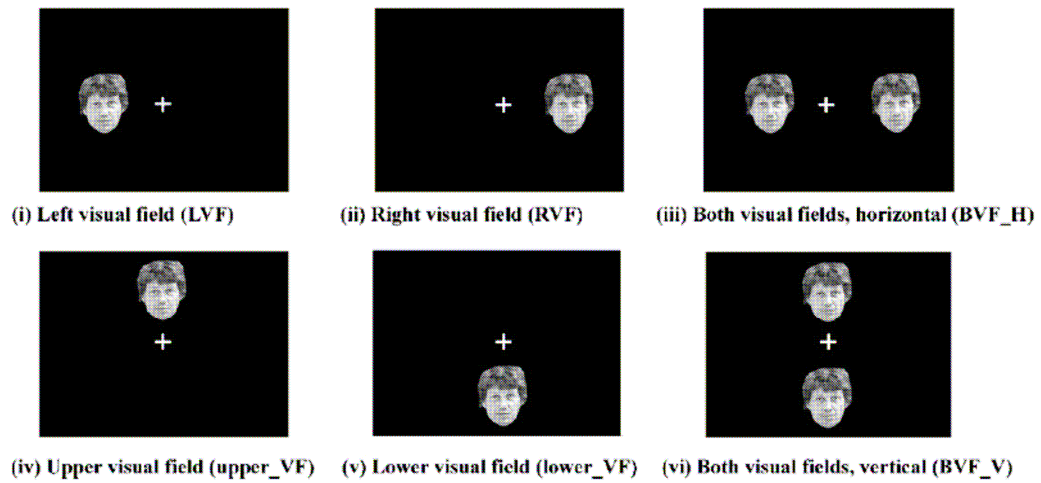 (i) Left visual field (LVF)
(ii) Right visual field (RVF)
(iii) Both visual fields, horizontal (BVF_H)
(iv) Upper visual field (upper_VF)
(v) Lower visual field (lower_VF)
(vi) Both visual fields, vertical (BVF_V)